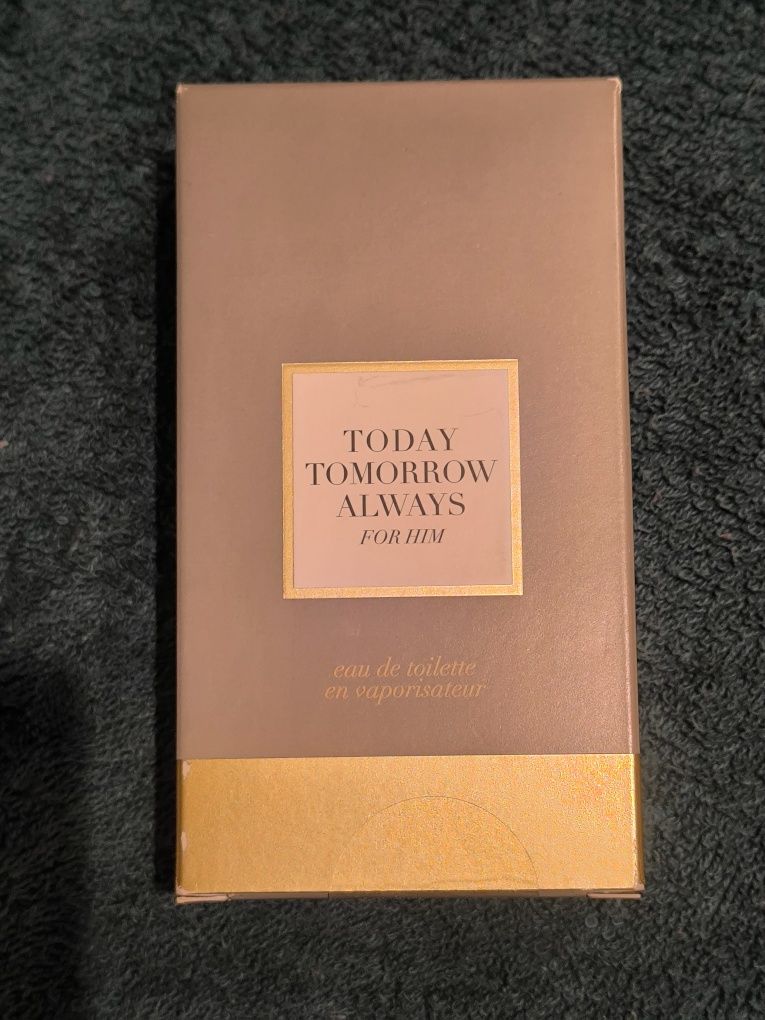 TODAY
TOMORROW
ALWAYS
FOR HIM
eau de toilette
en vaporisateur